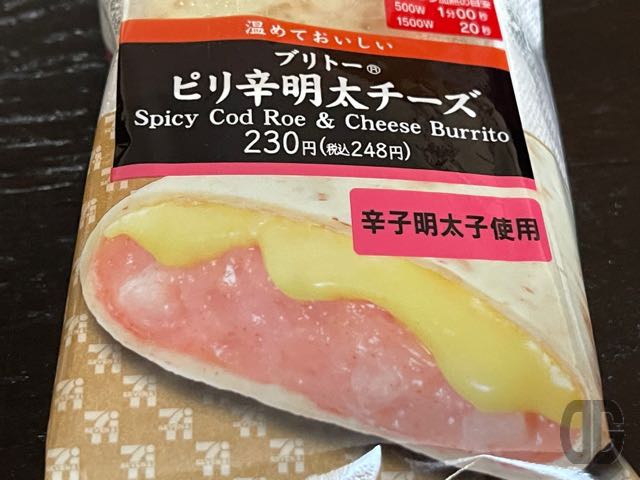 500W 1分00秒
1500W 20秒
温めておいしい
ブリトーⓇ
ピリ辛明太チーズ
Spicy Cod Roe & Cheese Burrito
230円(税込248円)
辛子明太子使用